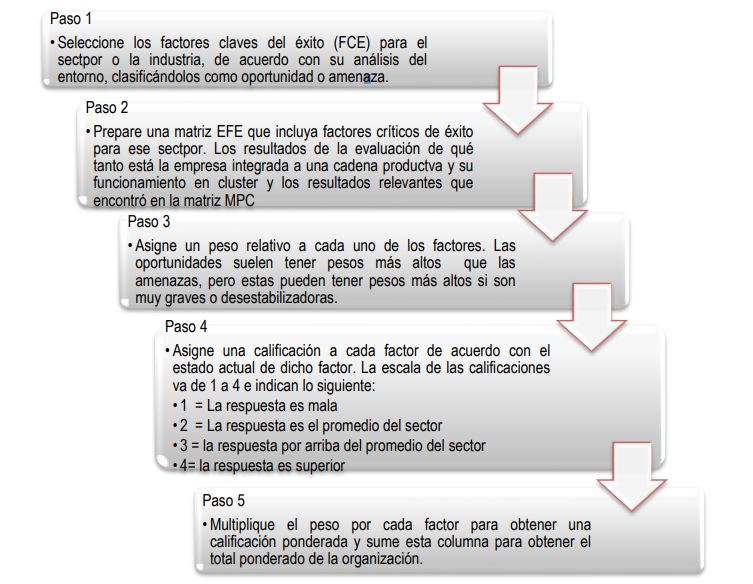 Paso 1
• Seleccione los factores claves del éxito (FCE) para el
sectpor o la industria, de acuerdo con su análisis del
entorno, clasificándolos como oportunidad o amenaza.
Paso 2
• Prepare una matriz EFE que incluya factores críticos de éxito
para ese sectpor. Los resultados de la evaluación de qué
tanto está la empresa integrada a una cadena productva y su
funcionamiento en cluster y los resultados relevantes que
encontró en la matriz MPC
Paso 3
• Asigne un peso relativo a cada uno de los factores. Las
oportunidades suelen tener pesos más altos que las
amenazas, pero estas pueden tener pesos más altos si son
muy graves o desestabilizadoras.
Paso 4
• Asigne una calificación a cada factor de acuerdo con el
estado actual de dicho factor. La escala de las calificaciones
va de 1 a 4 e indican lo siguiente:
• 1 = La respuesta es mala
• 2 = La respuesta es el promedio del sector
• 3 = la respuesta por arriba del promedio del sector
• 4= la respuesta es superior
Paso 5
• Multiplique el peso por cada factor para obtener una
calificación ponderada y sume esta columna para obtener el
total ponderado de la organización.